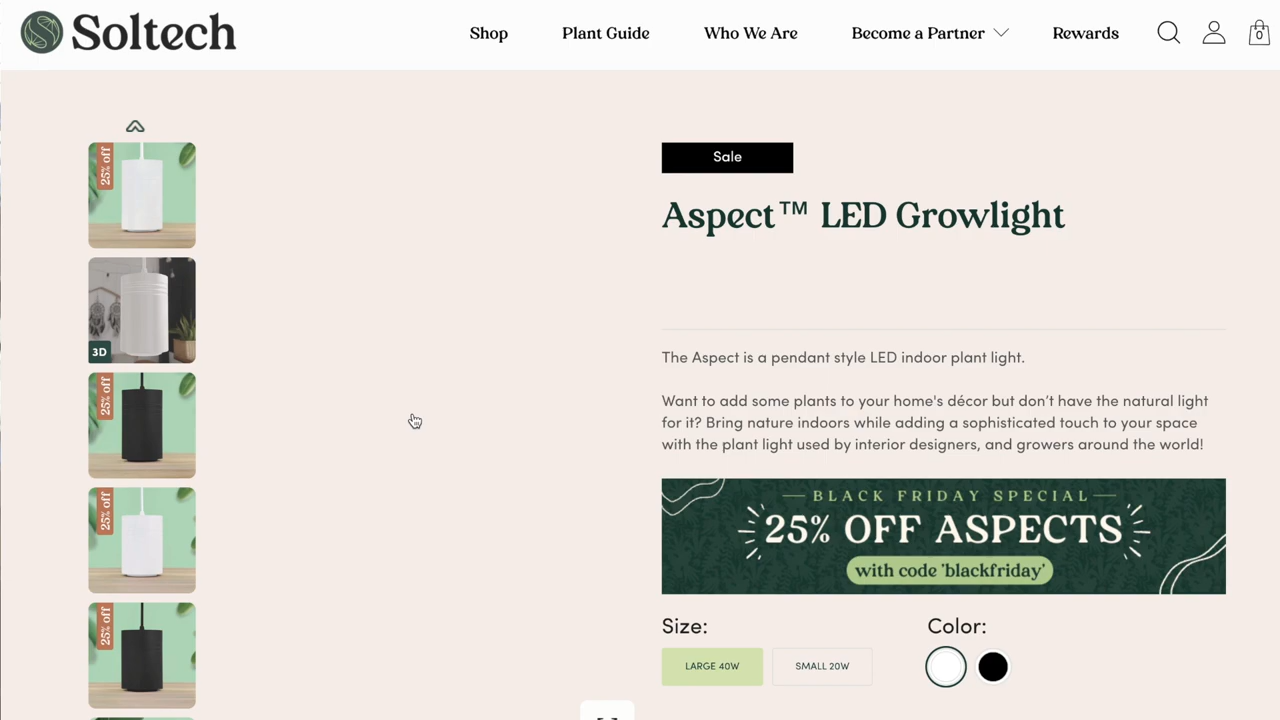 Soltech
Shop
Plant Guide
Who We Are
Become a Partner
Rewards
0
25% off
3D
25% off
25% off
25% off
Sale
Aspect™ LED Growlight
The Aspect is a pendant style LED indoor plant light.
Want to add some plants to your home's décor but don’t have the natural light
for it? Bring nature indoors while adding a sophisticated touch to your space
with the plant light used by interior designers, and growers around the world!
BLACK FRIDAY SPECIAL
25% OFF ASPECTS
with code 'blackfriday'
Size:
LARGE 40W
SMALL 20W
Color: